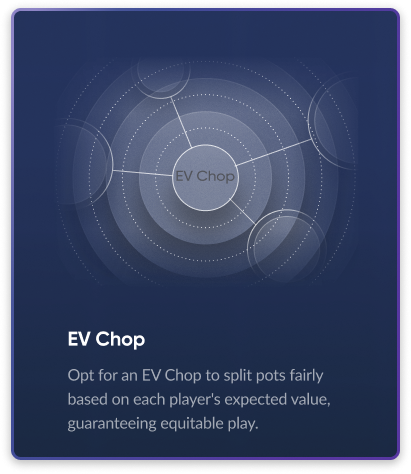 EV Chop
EV Chop
Opt for an EV Chop to split pots fairly
based on each player's expected value,
guaranteeing equitable play.